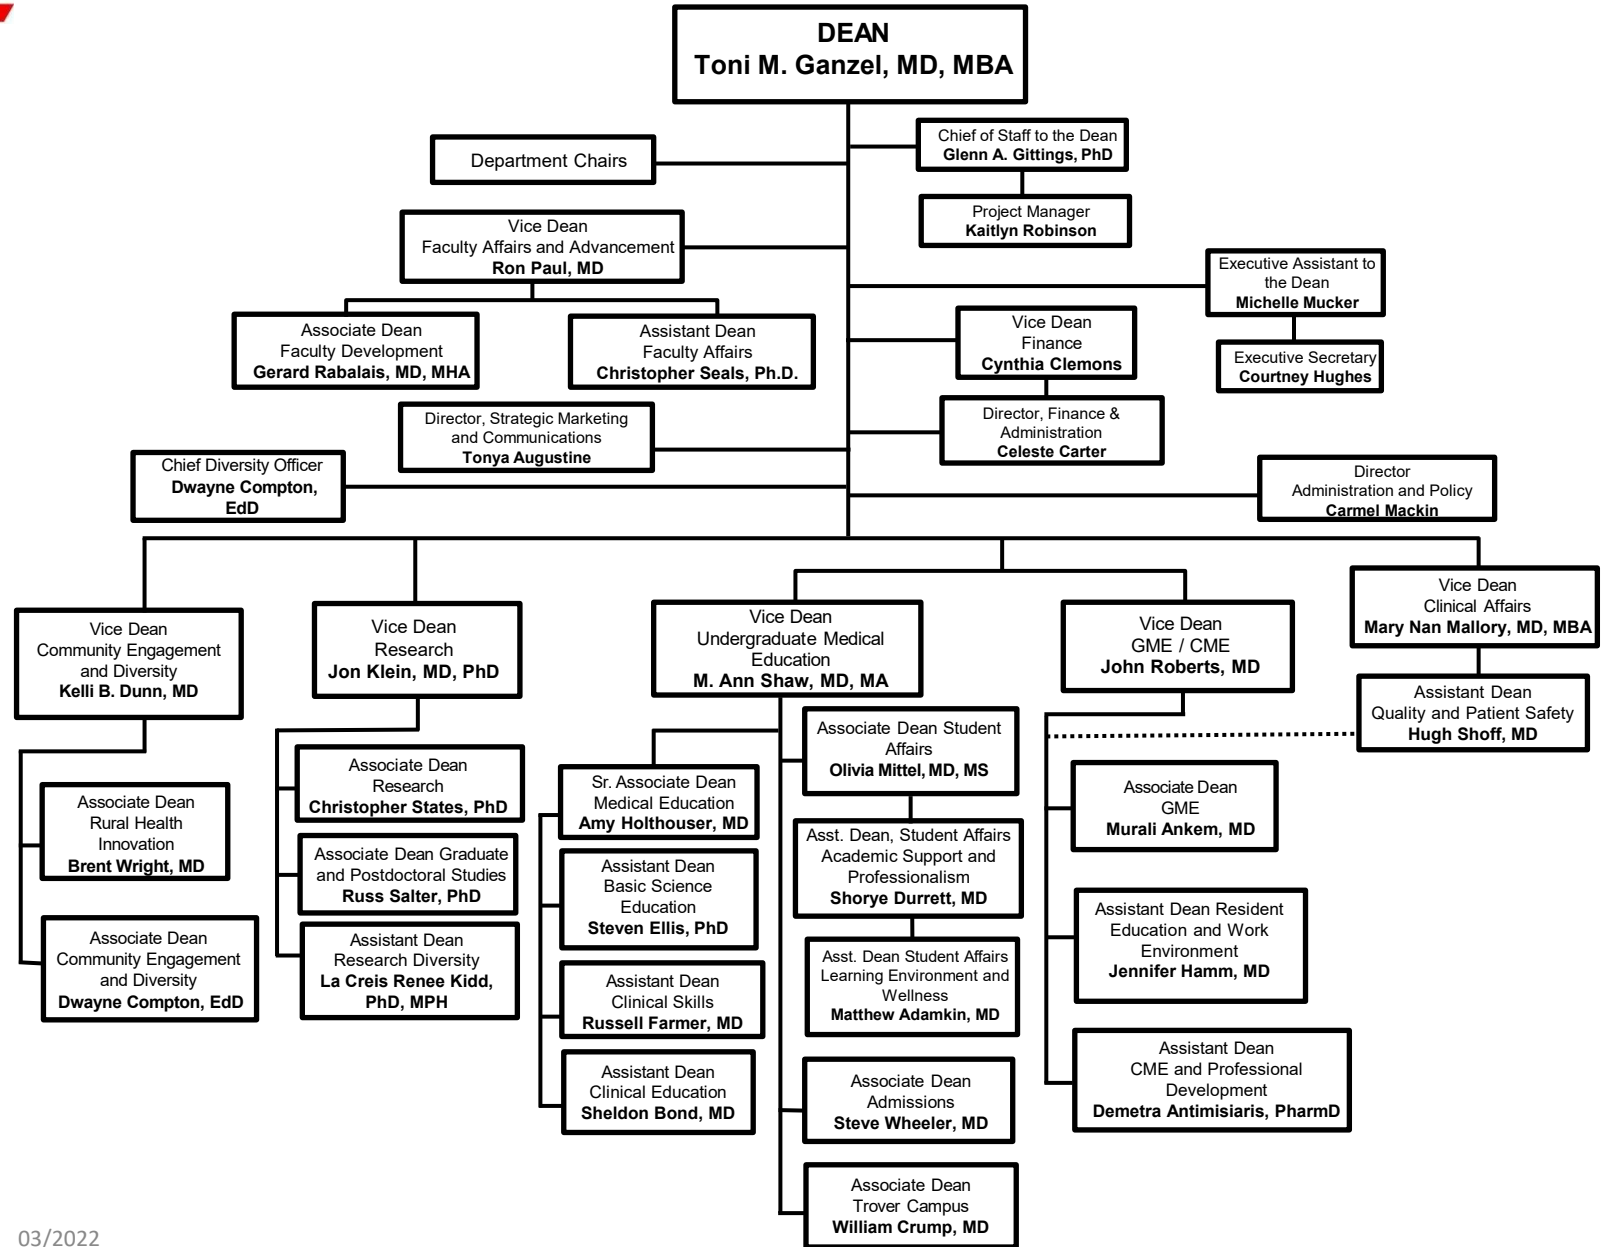 DEAN
Toni M. Ganzel, MD, MBA
Chief of Staff to the Dean
Glenn A. Gittings, PhD
Department Chairs
Project Manager
Kaitlyn Robinson
Vice Dean
Faculty Affairs and Advancement
Ron Paul, MD
Executive Assistant to
the Dean
Michelle Mucker
Associate Dean
Faculty Development
Gerard Rabalais, MD, MHA
Assistant Dean
Faculty Affairs
Christopher Seals, Ph.D.
Vice Dean
Finance
Cynthia Clemons
Executive Secretary
Courtney Hughes
Director, Strategic Marketing
and Communications
Tonya Augustine
Director, Finance &
Administration
Celeste Carter
Chief Diversity Officer
Dwayne Compton,
EdD
Director
Administration and Policy
Carmel Mackin
Vice Dean
Community Engagement
and Diversity
Kelli B. Dunn, MD
Vice Dean
Research
Jon Klein, MD, PhD
Vice Dean
Undergraduate Medical
Education
M. Ann Shaw, MD, MA
Vice Dean
GME / CME
John Roberts, MD
Vice Dean
Clinical Affairs
Mary Nan Mallory, MD, MBA
Assistant Dean
Quality and Patient Safety
Hugh Shoff, MD
Associate Dean
Rural Health
Innovation
Brent Wright, MD
Associate Dean
Community Engagement
and Diversity
Dwayne Compton, EdD
Associate Dean
Research
Christopher States, PhD
Associate Dean Graduate
and Postdoctoral Studies
Russ Salter, PhD
Assistant Dean
Research Diversity
La Creis Renee Kidd,
PhD, MPH
Sr. Associate Dean
Medical Education
Amy Holthouser, MD
Assistant Dean
Basic Science
Education
Steven Ellis, PhD
Assistant Dean
Clinical Skills
Russell Farmer, MD
Assistant Dean
Clinical Education
Sheldon Bond, MD
Associate Dean Student
Affairs
Olivia Mittel, MD, MS
Asst. Dean, Student Affairs
Academic Support and
Professionalism
Shorye Durrett, MD
Asst. Dean Student Affairs
Learning Environment and
Wellness
Matthew Adamkin, MD
Associate Dean
Admissions
Steve Wheeler, MD
Associate Dean
Trover Campus
William Crump, MD
Associate Dean
GME
Murali Ankem, MD
Assistant Dean Resident
Education and Work
Environment
Jennifer Hamm, MD
Assistant Dean
CME and Professional
Development
Demetra Antimisiaris, PharmD
03/2022